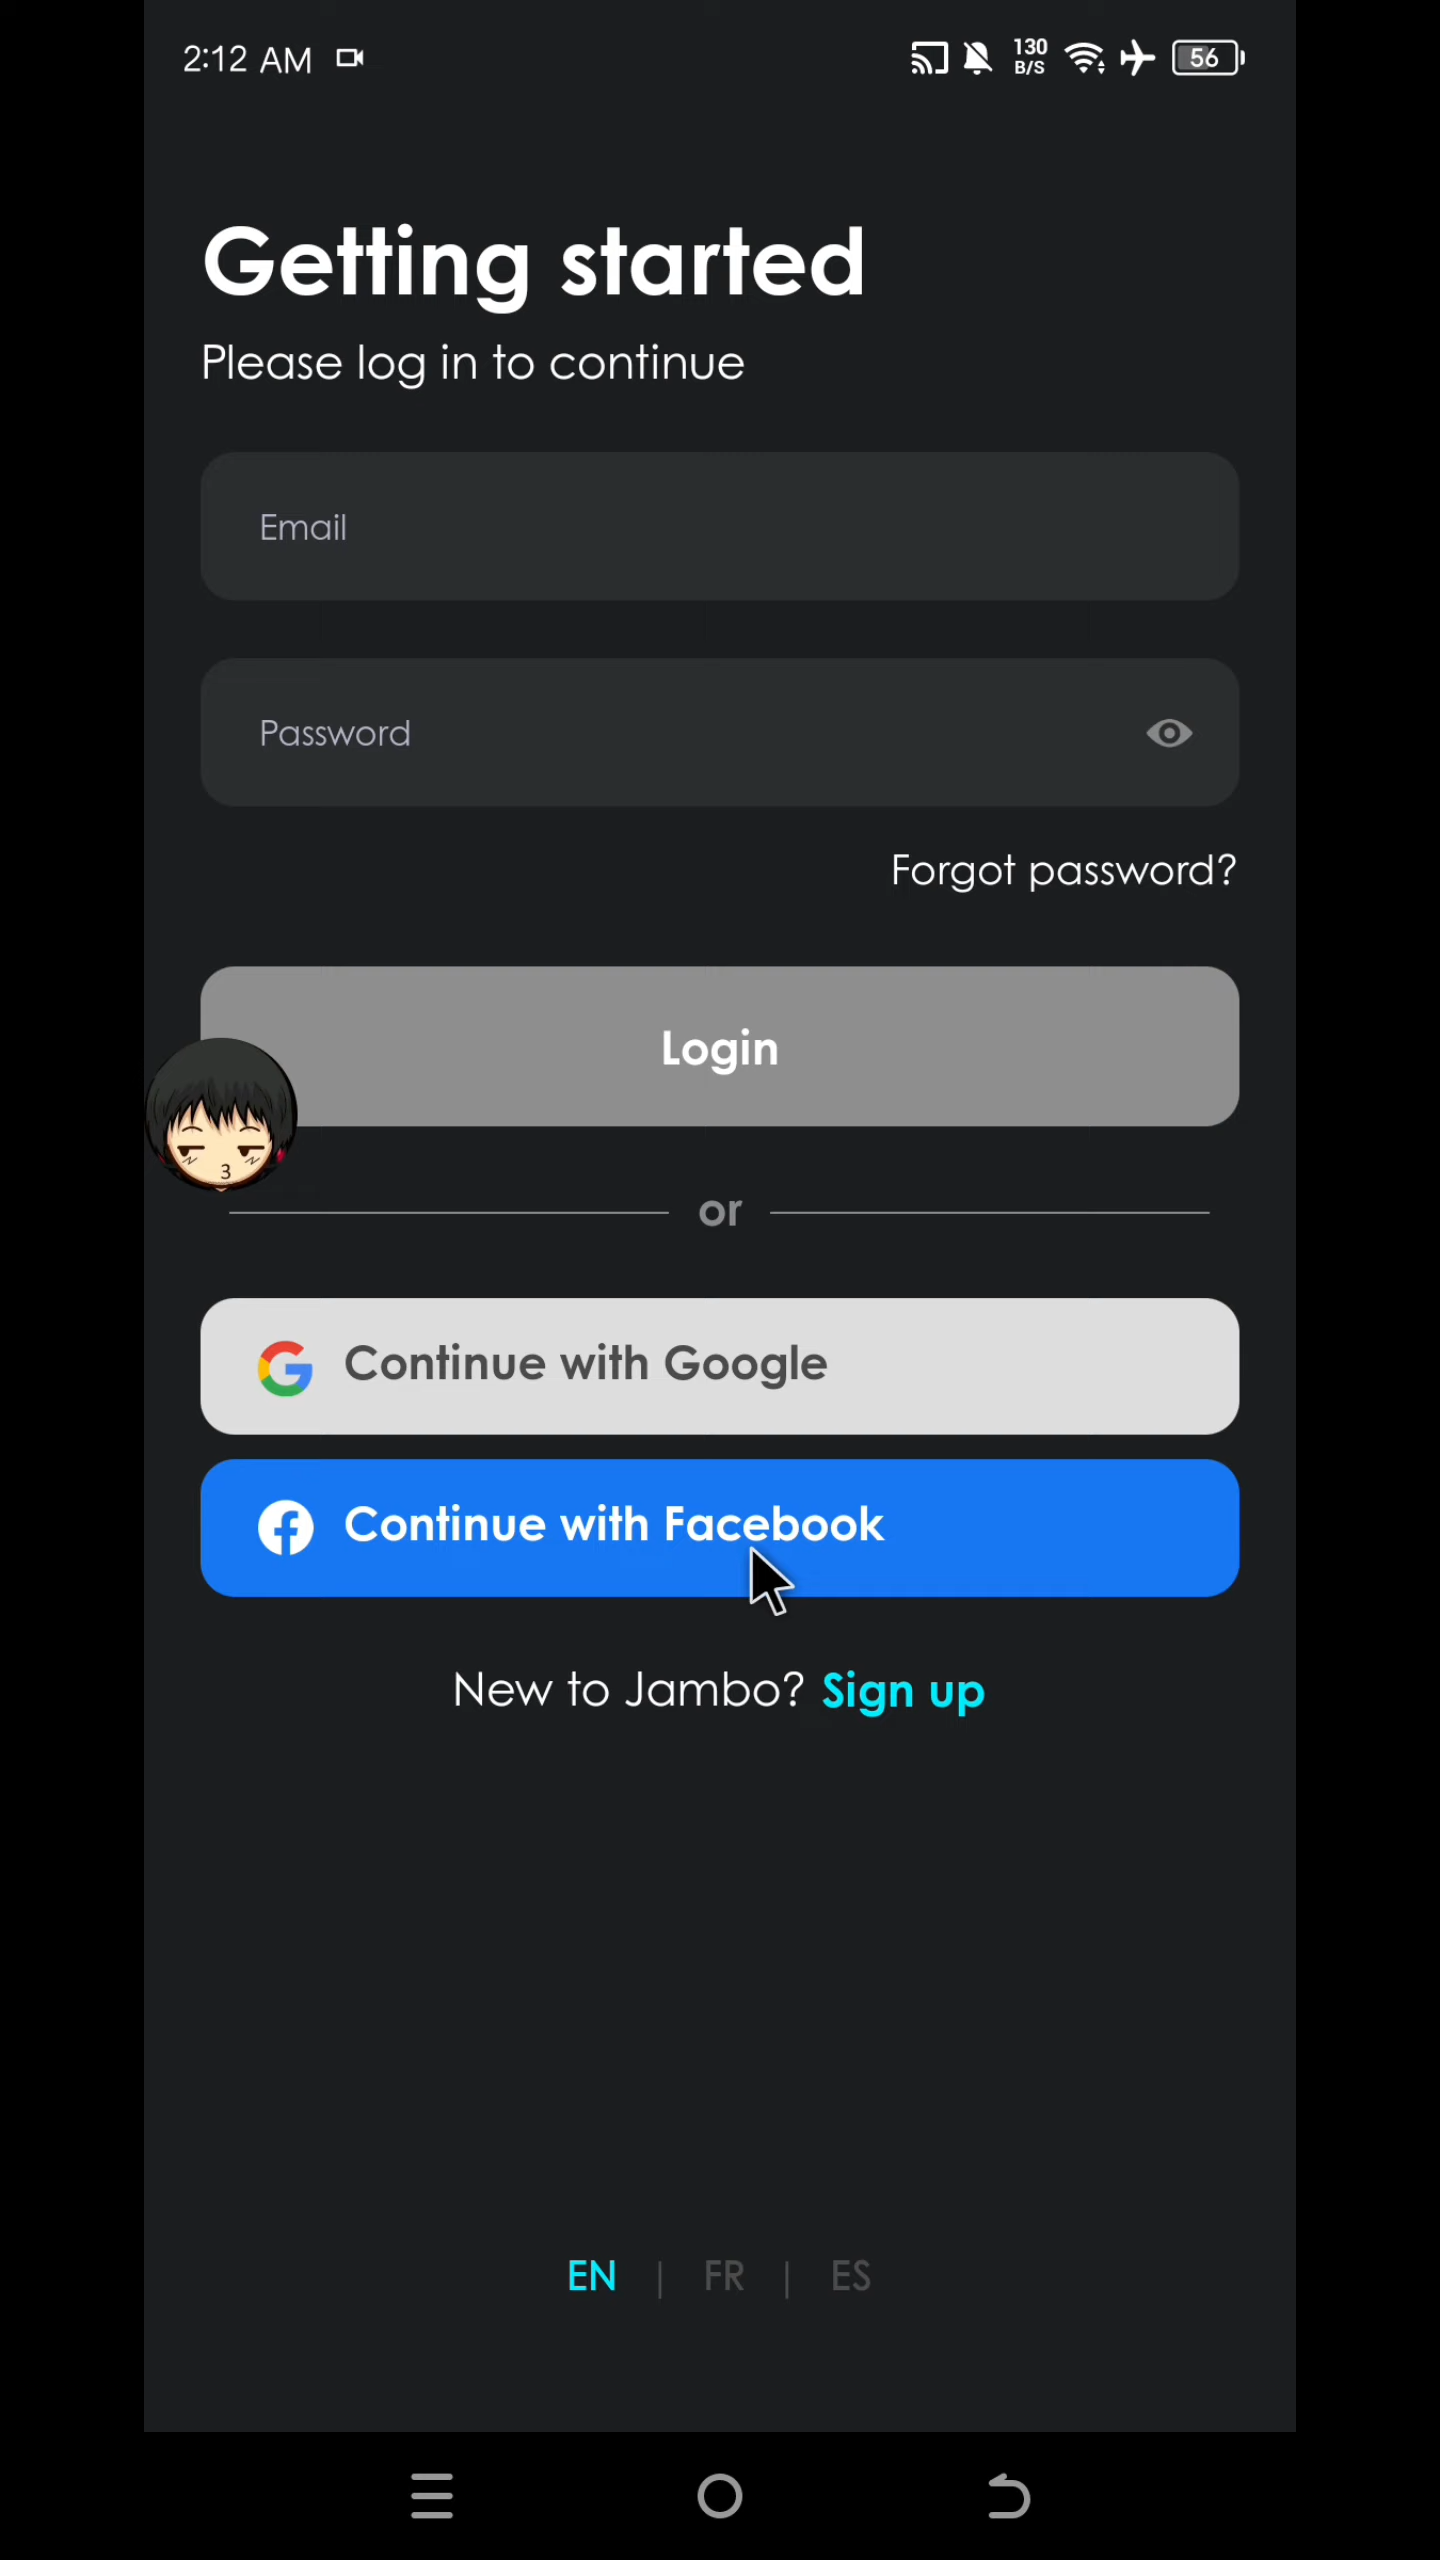 2:12 AM
130
B/S
56
Getting started
Please log in to continue
Email
Password
Forgot password?
Login
3
or
Continue with Google
Continue with Facebook
New to Jambo? Sign up
EN | FR | ES